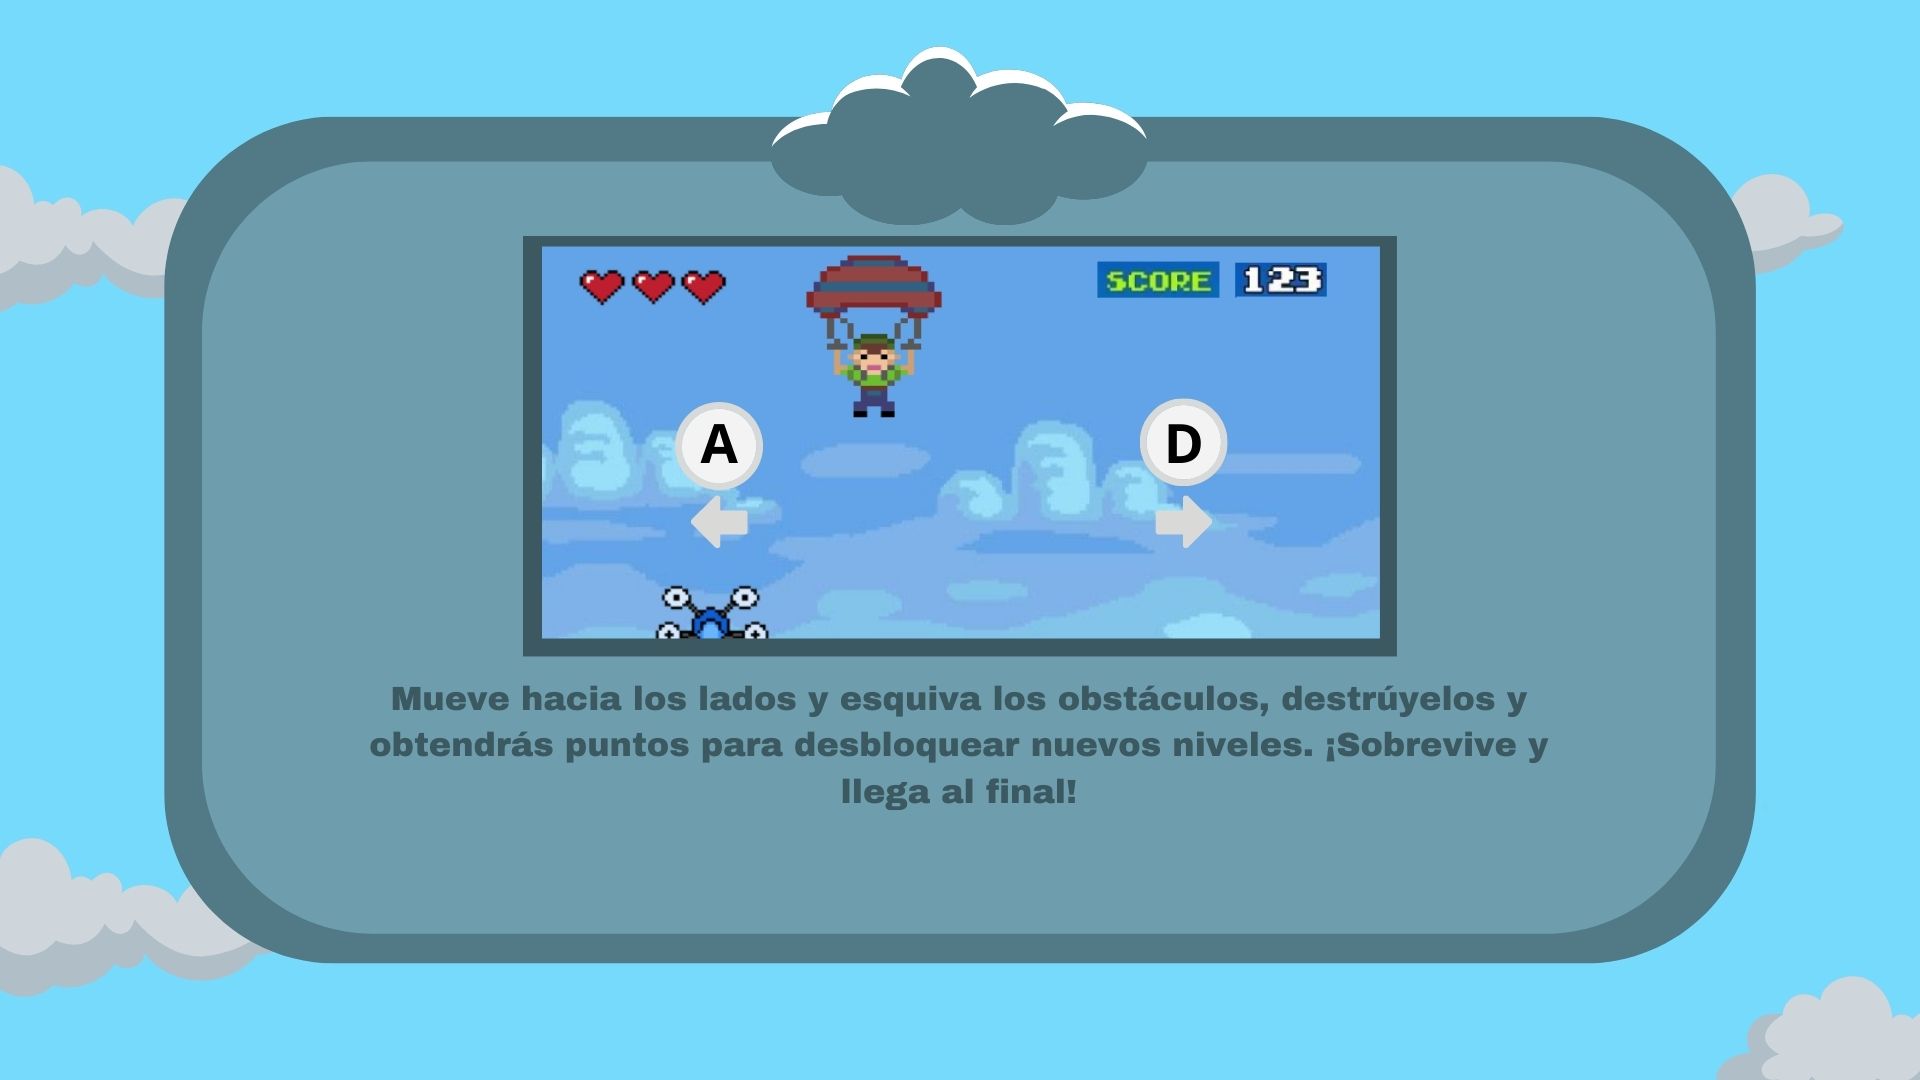 SCORE 123
A D
Mueve hacia los lados y esquiva los obstáculos, destrúyelos y
obtendrás puntos para desbloquear nuevos niveles. ¡Sobrevive y
llega al final!